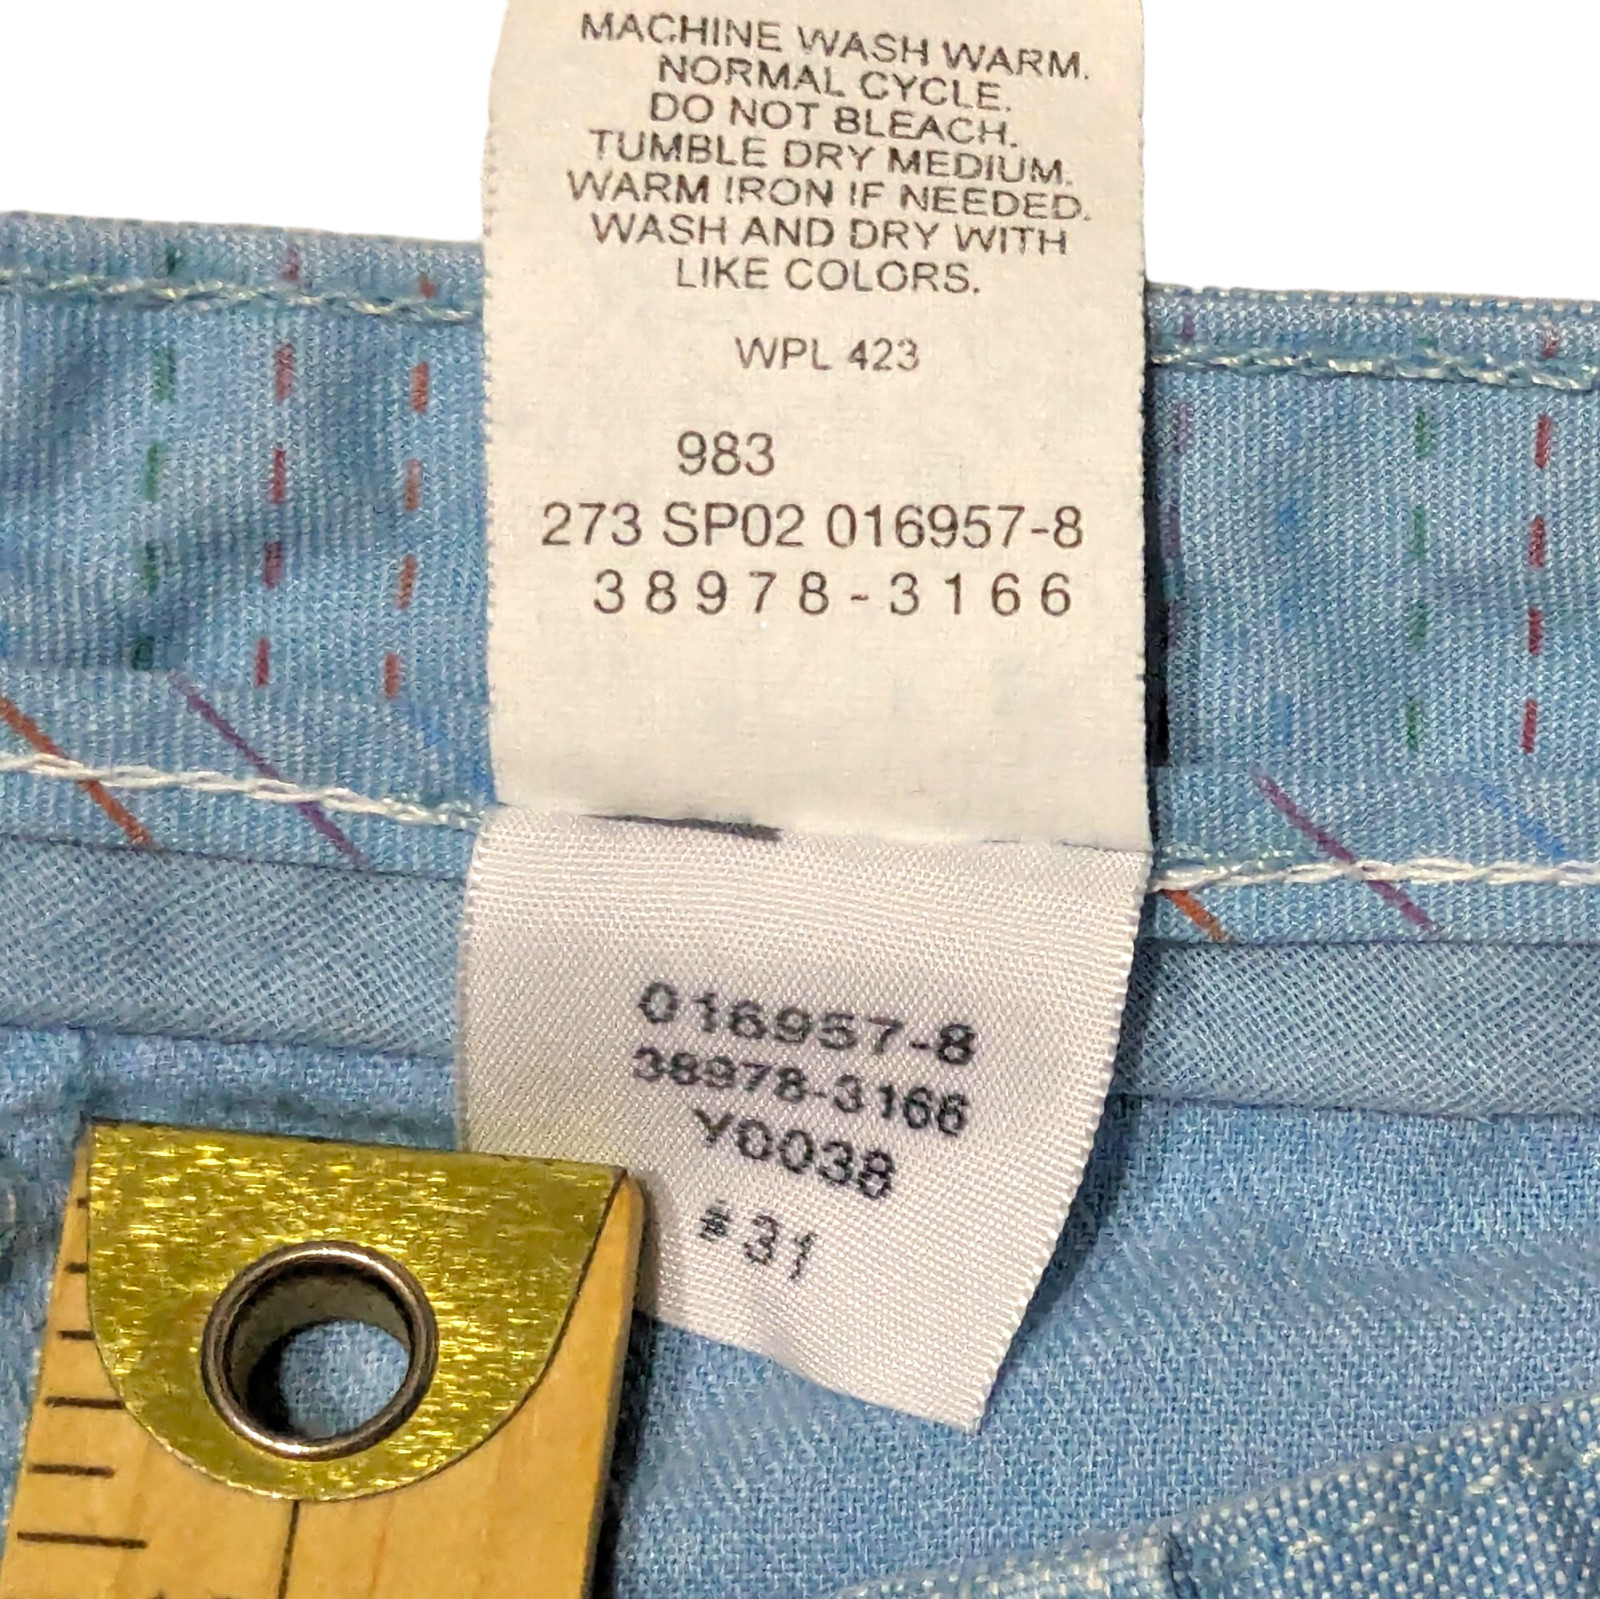 MACHINE WASH WARM.
NORMAL CYCLE.
DO NOT BLEACH.
TUMBLE DRY MEDIUM.
WARM IRON IF NEEDED.
WASH AND DRY WITH
LIKE COLORS.
WPL 423
983
273 SP02 016957-8
38978-3166
016957-8
38978-3166
Y0038
#31